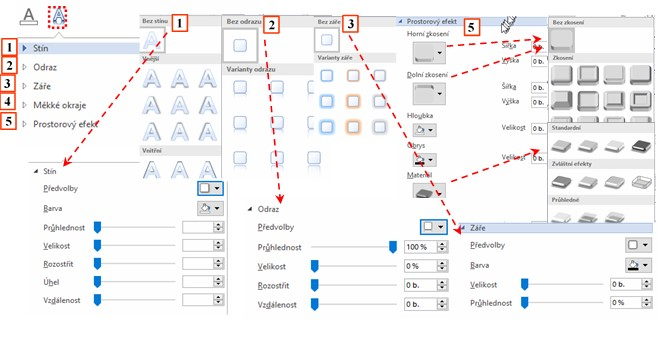 Bez stínu
1
Bez odrazu
2
Bez záře
3
Prostorový efekt
5
Bez zkosení
1
Stín
2
Odraz
3
Záře
4
Měkké okraje
5
Prostorový efekt
Vnější
Vnitřní
Varianty odrazu
Varianty záře
Horní zkosení
Šířka
0 b.
Výška
0 b.
Dolní zkosení
Šířka
0 b.
Výška
0 b.
Hloubka
Velikost
0 b.
Obrys
Velikost
0 b.
Materiál
Zkosení
Standardní
Zvláštní efekty
Průhledné
Stín
Předvolby
Barva
Průhlednost
Velikost
Rozostřit
Úhel
Vzdálenost
Odraz
Předvolby
Průhlednost
100 %
Velikost
0 %
Rozostřit
0 b.
Vzdálenost
0 b.
Záře
Předvolby
Barva
Velikost
0 b.
Průhlednost
0 %